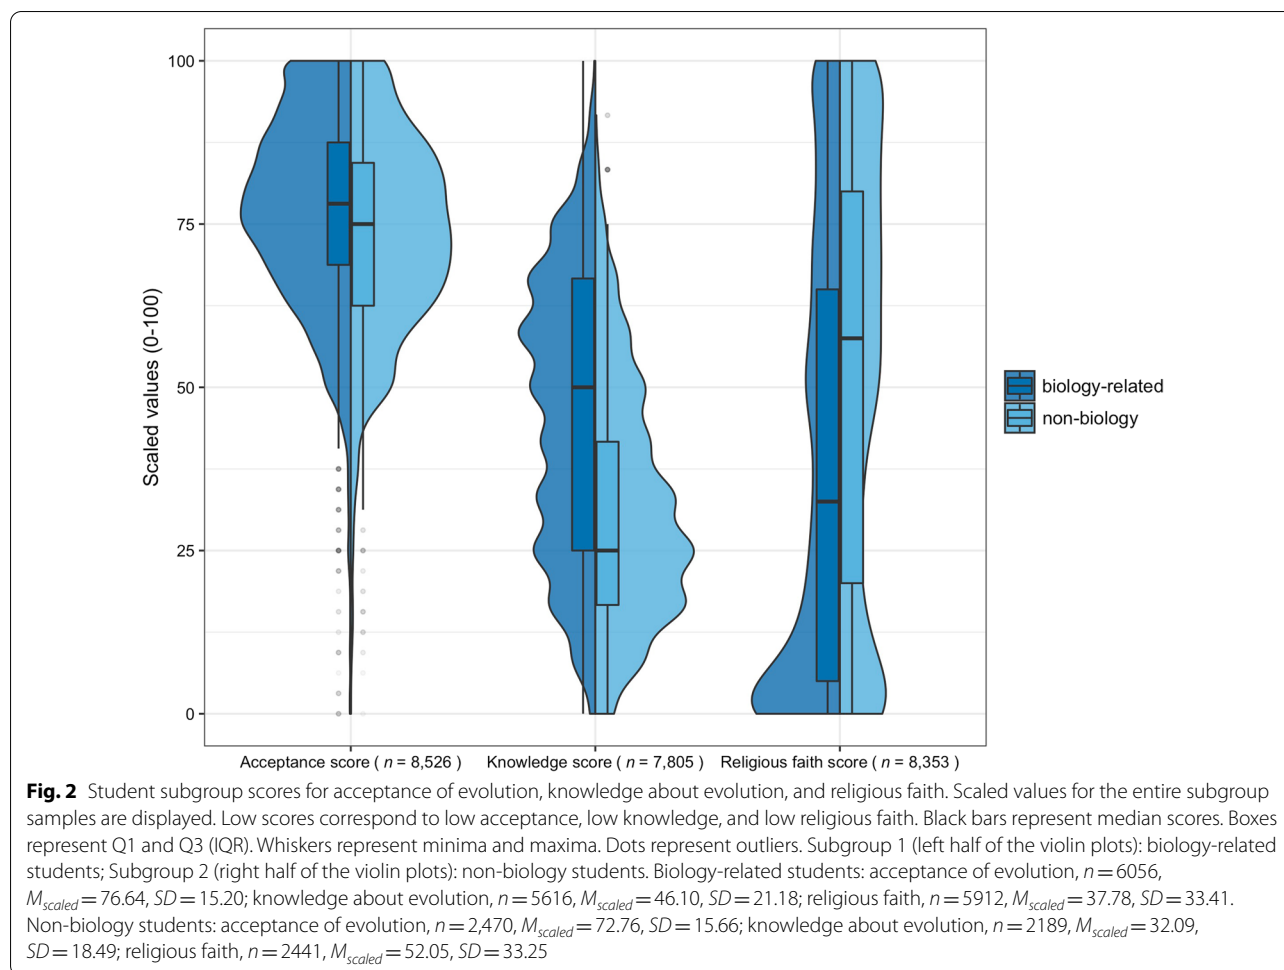 100
75
50
25
0
Scaled values (0-100)
biology-related
non-biology
Acceptance score ( n = 8,526 ) Knowledge score ( n = 7,805 ) Religious faith score ( n = 8,353 )
Fig. 2 Student subgroup scores for acceptance of evolution, knowledge about evolution, and religious faith. Scaled values for the entire subgroup
samples are displayed. Low scores correspond to low acceptance, low knowledge, and low religious faith. Black bars represent median scores. Boxes
represent Q1 and Q3 (IQR). Whiskers represent minima and maxima. Dots represent outliers. Subgroup 1 (left half of the violin plots): biology-related
students; Subgroup 2 (right half of the violin plots): non-biology students. Biology-related students: acceptance of evolution, n = 6056,
Mscaled = 76.64, SD = 15.20; knowledge about evolution, n = 5616, Mscaled = 46.10, SD = 21.18; religious faith, n = 5912, Mscaled = 37.78, SD = 33.41.
Non-biology students: acceptance of evolution, n = 2,470, Mscaled = 72.76, SD = 15.66; knowledge about evolution, n = 2189, Mscaled = 32.09,
SD = 18.49; religious faith, n = 2441, Mscaled = 52.05, SD = 33.25